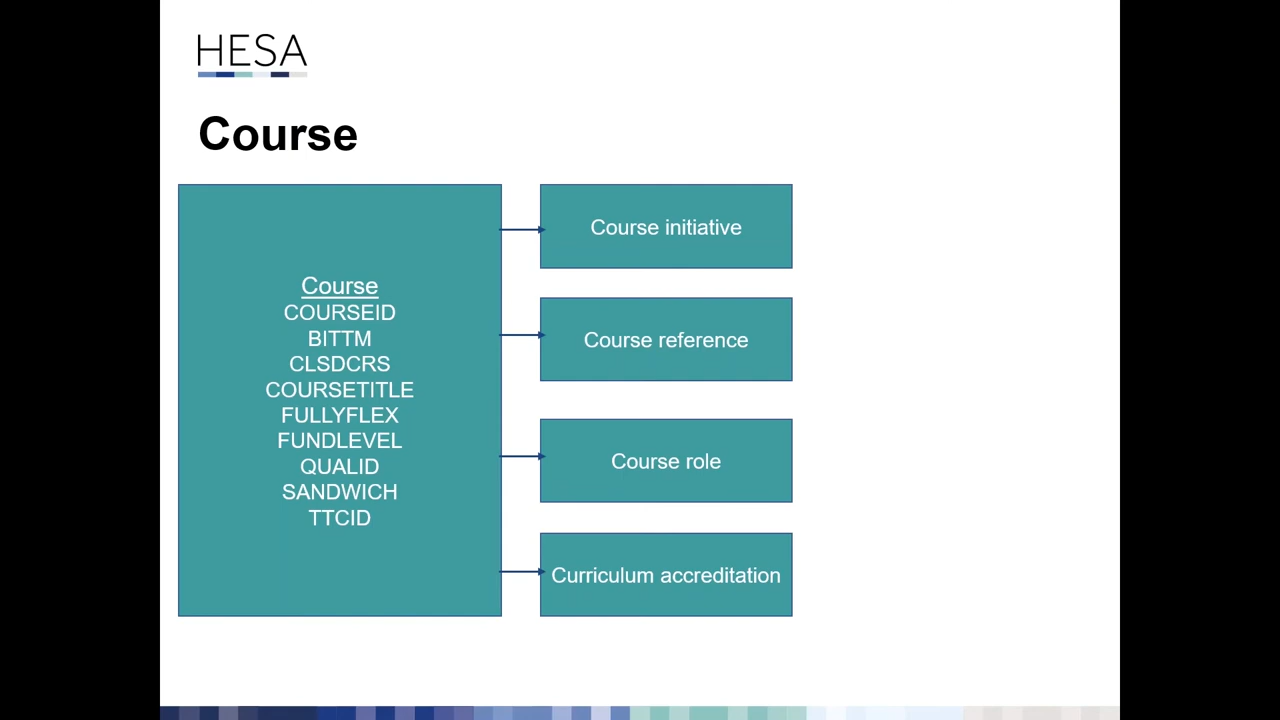 HESA
Course
Course
COURSEID
BITTM
CLSDCRS
COURSETITLE
FULLYFLEX
FUNDLEVEL
QUALID
SANDWICH
TTCID
Course initiative
Course reference
Course role
Curriculum accreditation